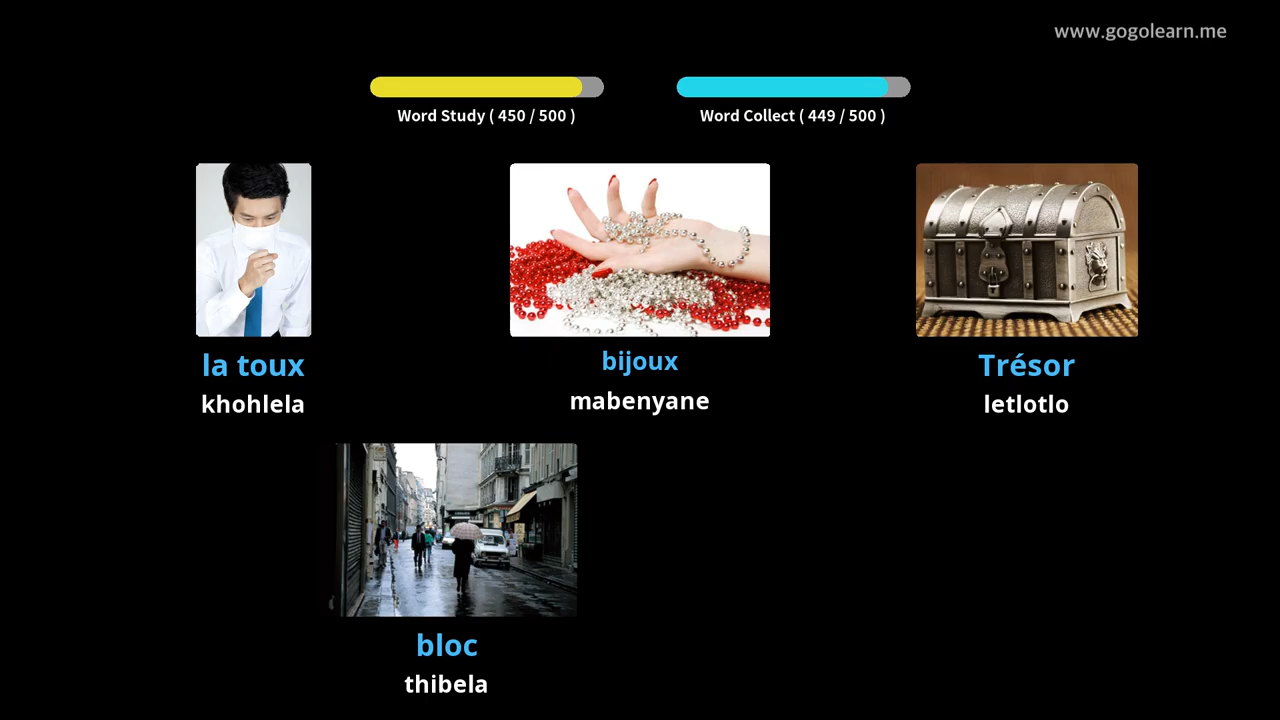 www.gogolearn.me
Word Study ( 450 / 500 )
Word Collect ( 449 / 500 )
la toux
khohlela
bijoux
mabenyane
Trésor
letlotlo
bloc
thibela